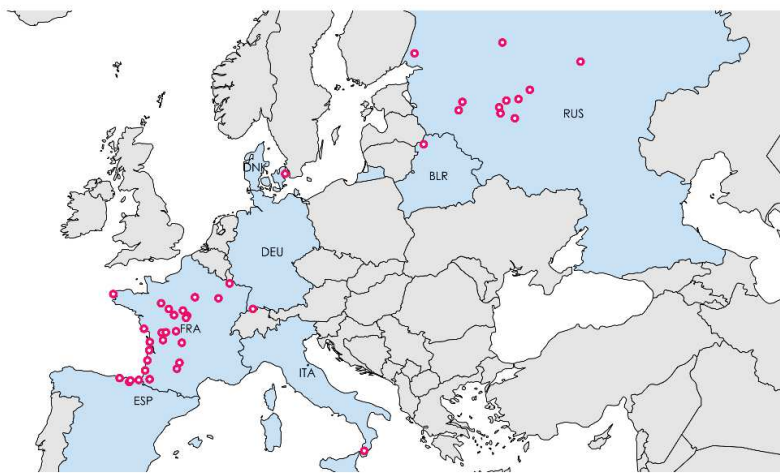 RUS
DNK
BLR
DEU
FRA
ITA
ESP